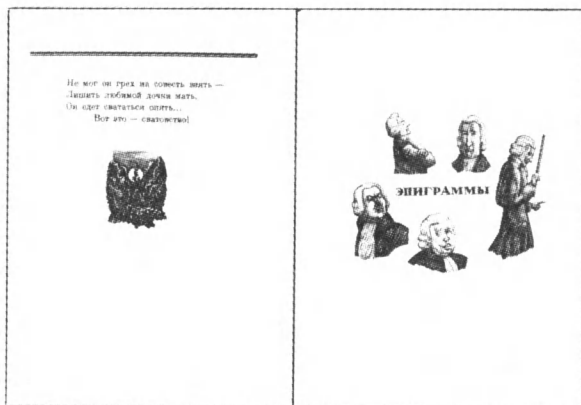 Не мог он грех на совесть взять —
Лишить любимой дочки мать,
Он едет свататься опять...
Вот это — сватовство!
ЭПИГРАММЫ